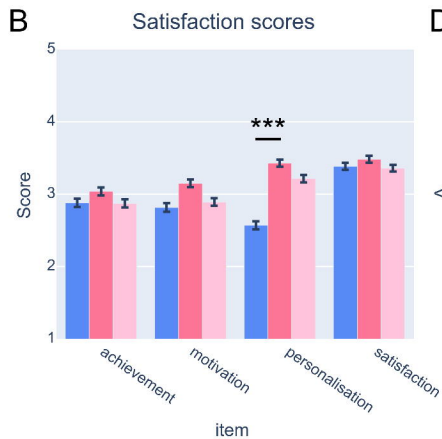 B
Satisfaction scores
5
4
3
2
1
Score
***
achievement
motivation
personalisation
satisfaction
item